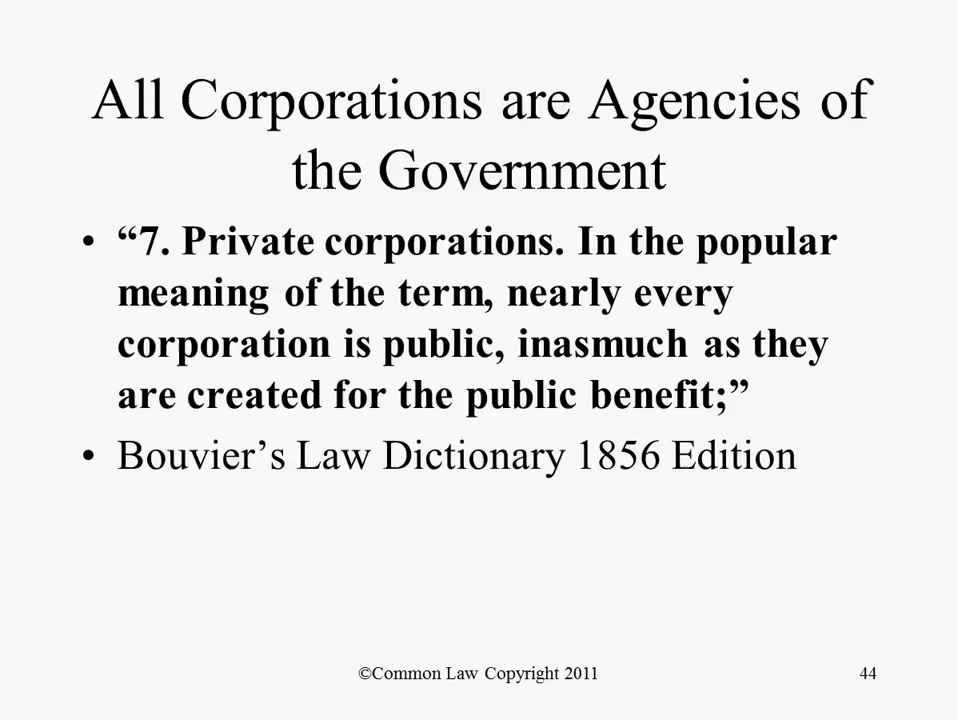 All Corporations are Agencies of
the Government
• “7. Private corporations. In the popular
meaning of the term, nearly every
corporation is public, inasmuch as they
are created for the public benefit;”
• Bouvier’s Law Dictionary 1856 Edition
©Common Law Copyright 2011
44